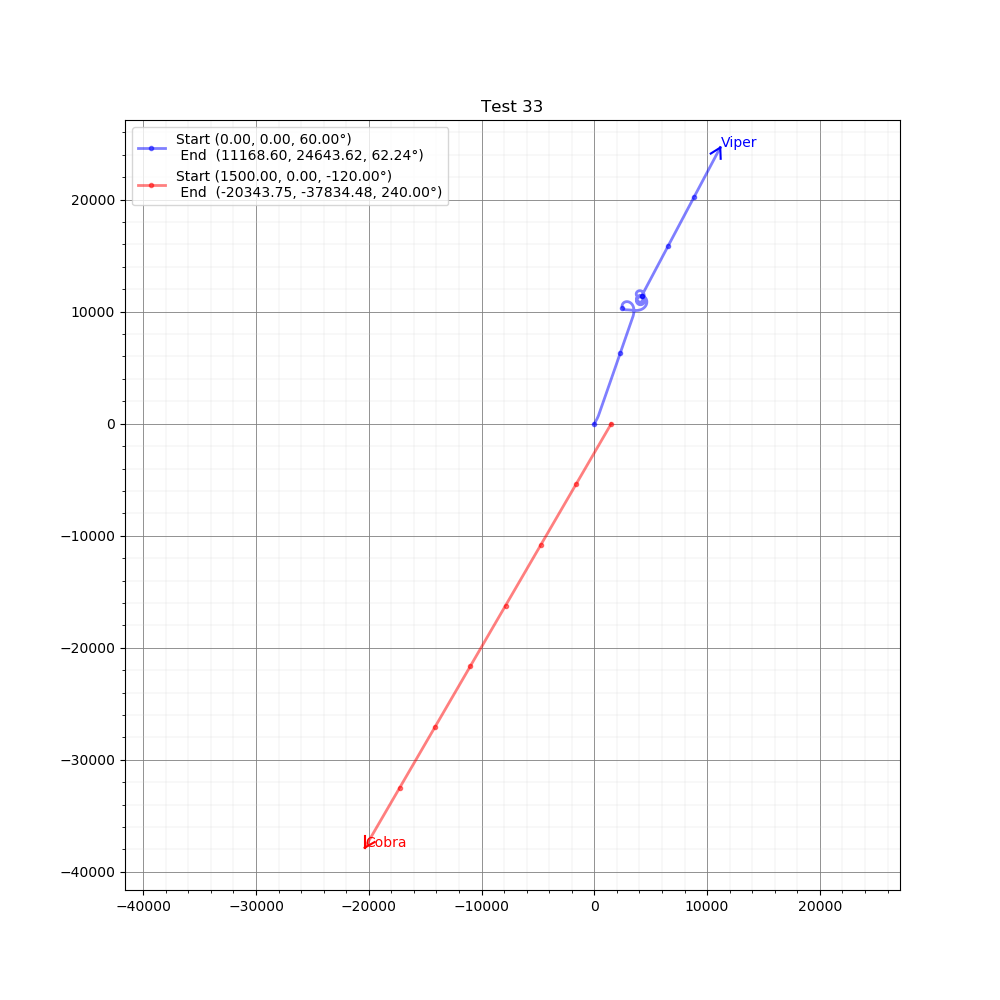 Test 33
Start (0.00, 0.00, 60.00°)
End (11168.60, 24643.62, 62.24°)
Start (1500.00, 0.00, -120.00°)
End (-20343.75, -37834.48, 240.00°)
Viper
20000
10000
0
−10000
−20000
−30000
Cobra
−40000
−40000 −30000 −20000 −10000 0 10000 20000